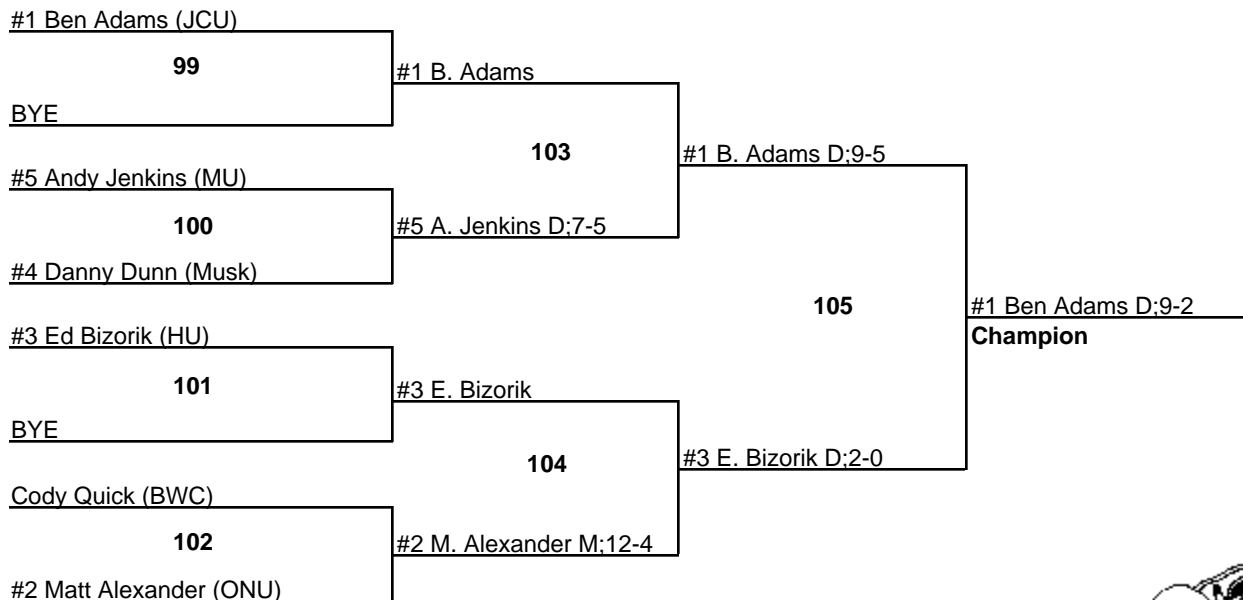 #1 Ben Adams (JCU)
99
#1 B. Adams
BYE
103
#1 B. Adams D;9-5
#5 Andy Jenkins (MU)
100
#5 A. Jenkins D;7-5
#4 Danny Dunn (Musk)
105
#1 Ben Adams D;9-2
Champion
#3 Ed Bizorik (HU)
101
#3 E. Bizorik
BYE
104
#3 E. Bizorik D;2-0
Cody Quick (BWC)
102
#2 M. Alexander M;12-4
#2 Matt Alexander (ONU)